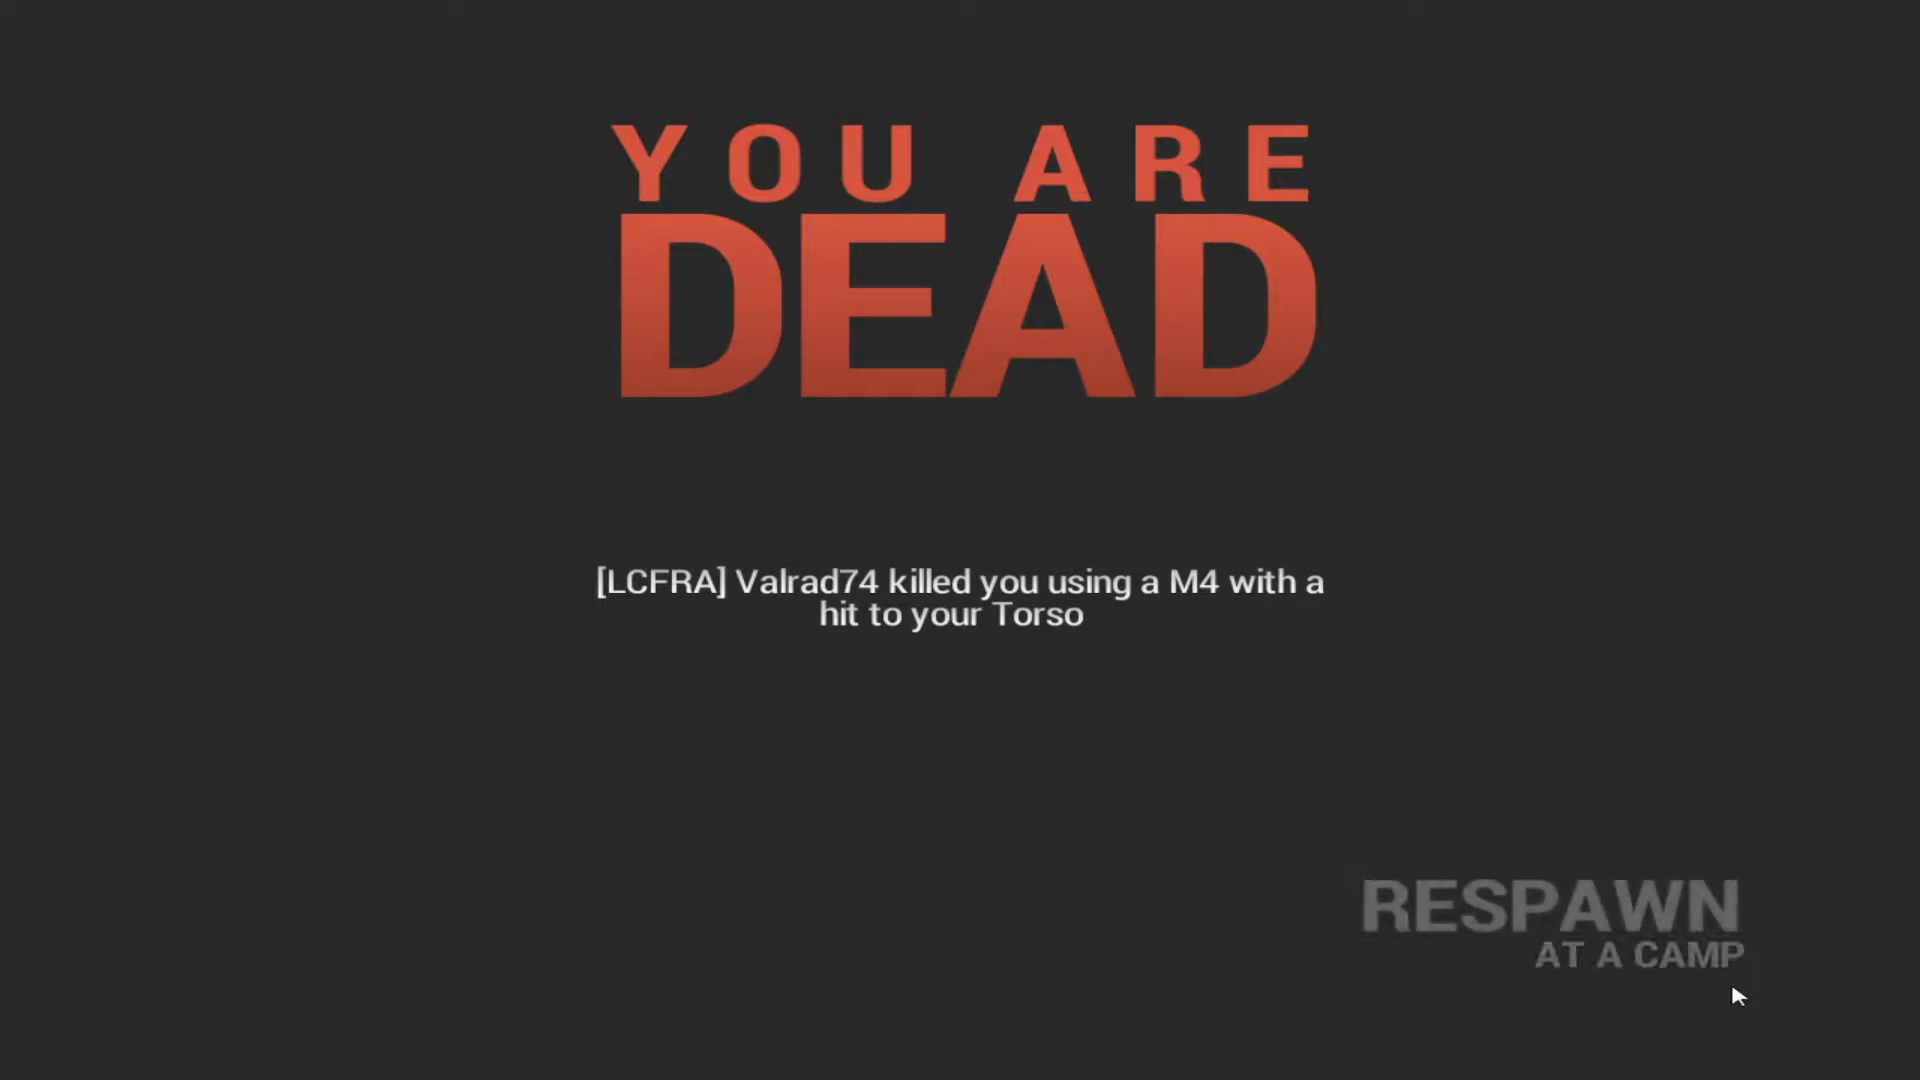 YOU ARE
DEAD
[LCFRA] Valrad74 killed you using a M4 with a
hit to your Torso
RESPAWN
AT A CAMP